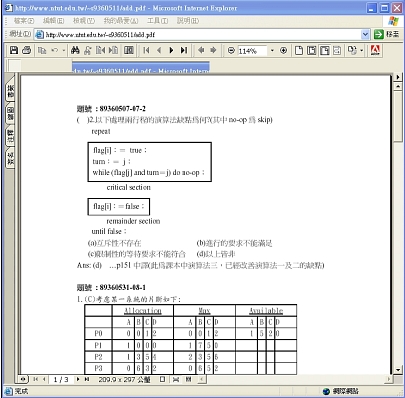 http://www.ntnt.edu.tw/~e9360511/add.pdf - Microsoft Internet Explorer
檔案(F) 編輯(E) 檢視(V) 我的最愛(A) 工具(T) 說明(H)
網址(D) http://www.ntnt.edu.tw/~e9360511/add.pdf 移至
114%
題號：89360507-07-2
( )2.以下處理兩行程的演算法缺點為何?(其中 no-op 為 skip)
repeat
flag[i]：= true；
turn：= j；
while (flag[j] and turn=j) do no-op；
critical section
flag[i]：=false；
remainder section
until false；
(a)互斥性不存在 (b)進行的要求不能滿足
(c)限制性的等待要求不能符合 (d)以上皆非
Ans: (d) …p151 中譯(此為課本中演算法三，已經改善演算法一及二的缺點)
題號：89360531-08-1
1. (C)考慮某一系統的片斷如下:
Allocation Max Available
A B C D A B C D A B C D
P0 0 0 1 2 0 0 1 2 1 5 2 0
P1 1 0 0 0 1 7 5 0
P2 1 3 5 4 2 3 5 6
P3 0 6 3 2 0 6 5 2
1 / 3 209.9 x 297 公釐
完成 網際網路